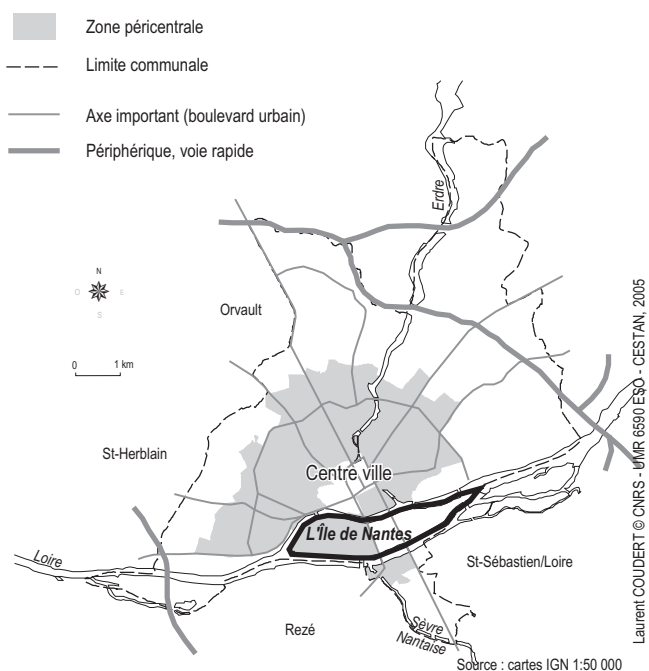 Zone péricentrale
Limite communale
Axe important (boulevard urbain)
Périphérique, voie rapide
Erdre
N
O E
S
Orvault
0 1 km
St-Herblain
Centre ville
L'Île de Nantes
Loire
St-Sébastien/Loire
Rezé
Sèvre
Nantaise
Source : cartes IGN 1:50 000
Laurent COUDERT © CNRS - UMR 6590 ESO - CESTAN, 2005